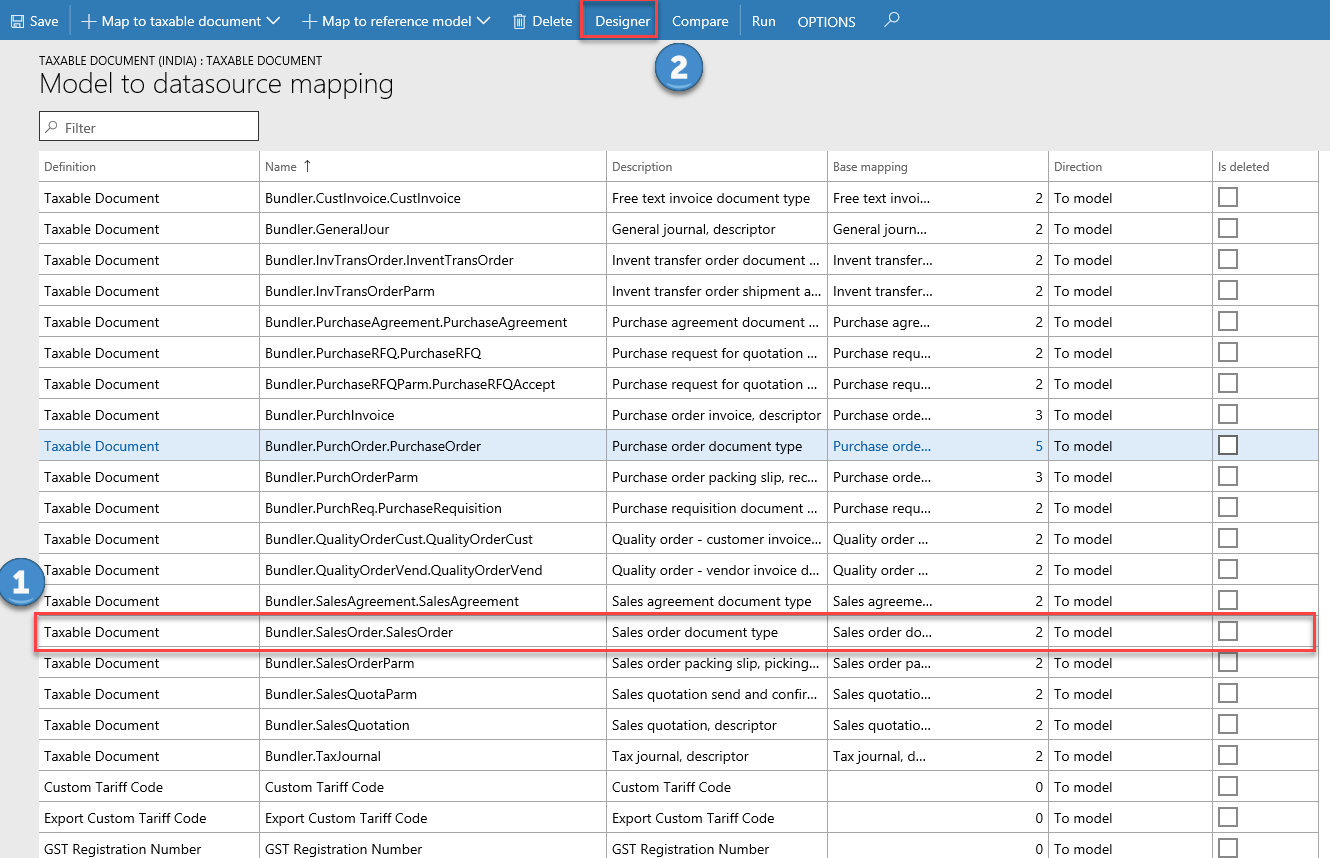 Save Map to taxable document Map to reference model Delete Designer Compare Run OPTIONS
2
TAXABLE DOCUMENT (INDIA) : TAXABLE DOCUMENT
Model to datasource mapping
Filter
Definition Name ↑ Description Base mapping Direction Is deleted
Taxable Document Bundler.CustInvoice.CustInvoice Free text invoice document type Free text invoi... 2 To model
Taxable Document Bundler.GeneralJour General journal, descriptor General journ... 2 To model
Taxable Document Bundler.InvTransOrder.InventTransOrder Invent transfer order document ... Invent transfer... 2 To model
Taxable Document Bundler.InvTransOrderParm Invent transfer order shipment a... Invent transfer... 2 To model
Taxable Document Bundler.PurchaseAgreement.PurchaseAgreement Purchase agreement document ... Purchase agre... 2 To model
Taxable Document Bundler.PurchaseRFQ.PurchaseRFQ Purchase request for quotation ... Purchase requ... 2 To model
Taxable Document Bundler.PurchaseRFQParm.PurchaseRFQAccept Purchase request for quotation ... Purchase requ... 2 To model
Taxable Document Bundler.PurchInvoice Purchase order invoice, descriptor Purchase orde... 3 To model
Taxable Document Bundler.PurchOrder.PurchaseOrder Purchase order document type Purchase orde... 5 To model
Taxable Document Bundler.PurchOrderParm Purchase order packing slip, rec... Purchase orde... 3 To model
Taxable Document Bundler.PurchReq.PurchaseRequisition Purchase requisition document ... Purchase requ... 2 To model
Taxable Document Bundler.QualityOrderCust.QualityOrderCust Quality order - customer invoice... Quality order ... 2 To model
Taxable Document Bundler.QualityOrderVend.QualityOrderVend Quality order - vendor invoice d... Quality order ... 2 To model
1
Taxable Document Bundler.SalesAgreement.SalesAgreement Sales agreement document type Sales agreeme... 2 To model
Taxable Document Bundler.SalesOrder.SalesOrder Sales order document type Sales order do... 2 To model
Taxable Document Bundler.SalesOrderParm Sales order packing slip, picking... Sales order pa... 2 To model
Taxable Document Bundler.SalesQuotaParm Sales quotation send and confir... Sales quotatio... 2 To model
Taxable Document Bundler.SalesQuotation Sales quotation, descriptor Sales quotatio... 2 To model
Taxable Document Bundler.TaxJournal Tax journal, descriptor Tax journal, d... 2 To model
Custom Tariff Code Custom Tariff Code Custom Tariff Code 0 To model
Export Custom Tariff Code Export Custom Tariff Code Export Custom Tariff Code 0 To model
GST Registration Number GST Registration Number GST Registration Number 0 To model